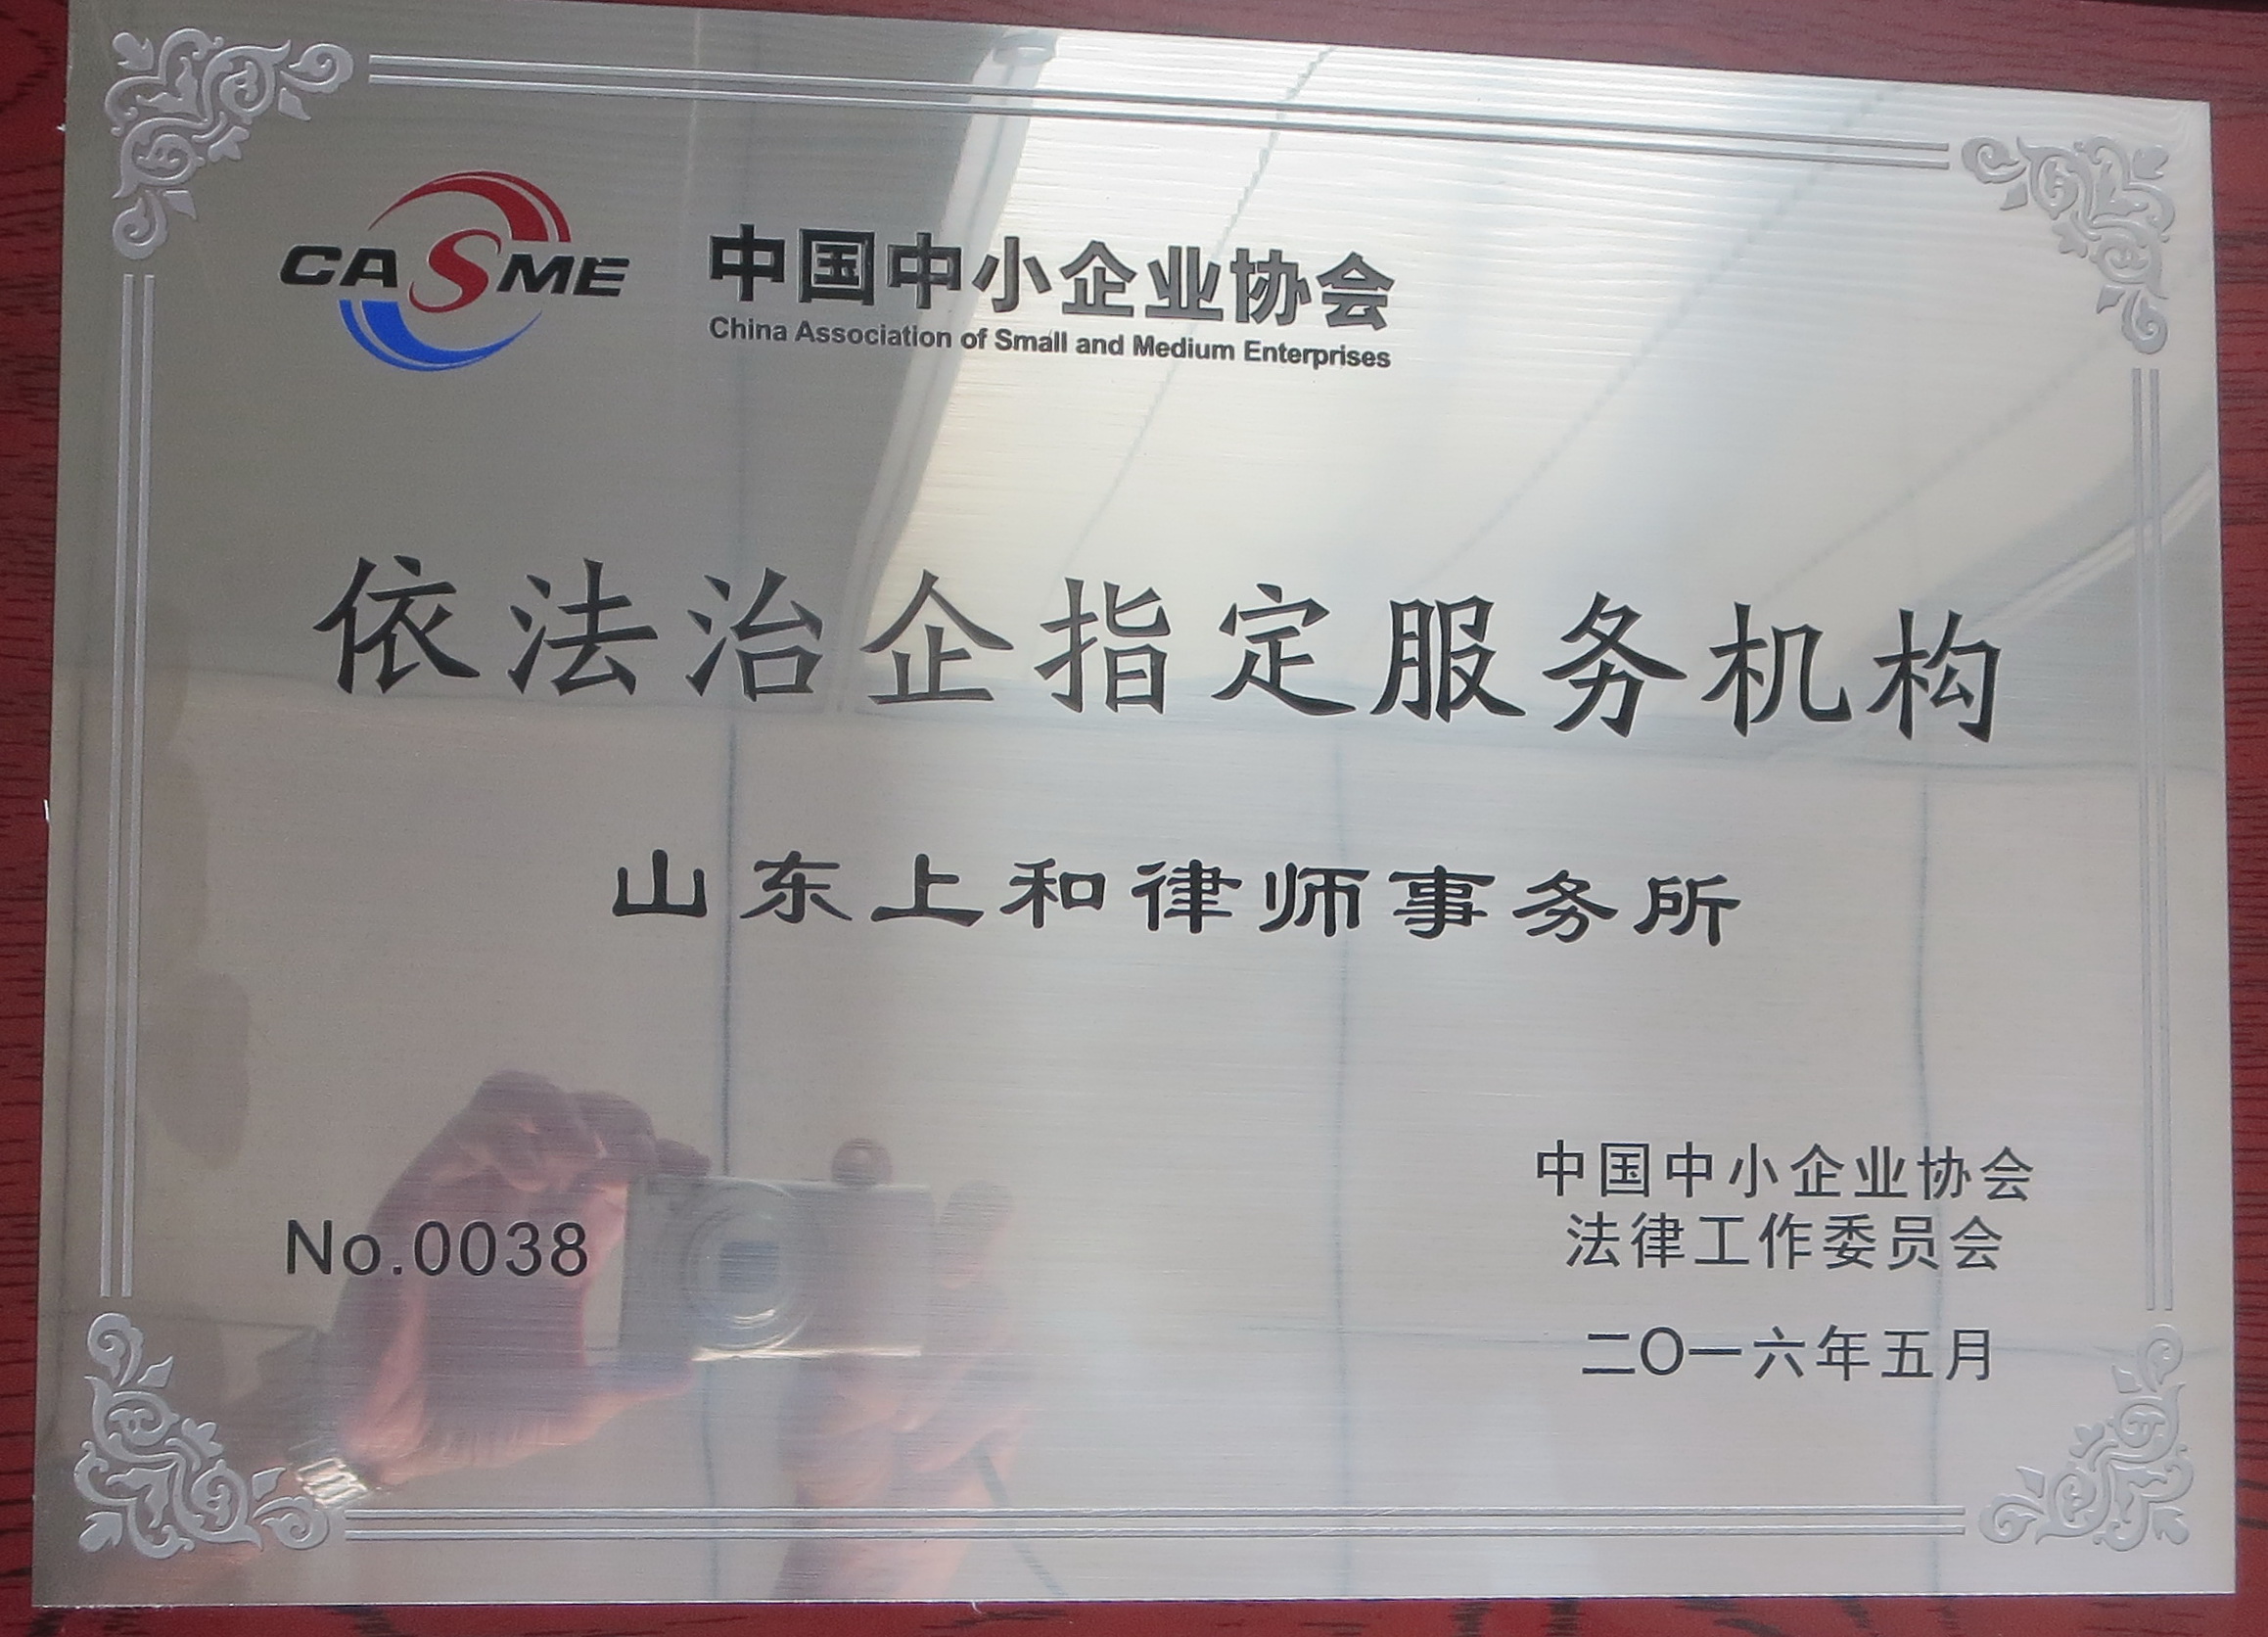 CASME
中国中小企业协会
China Association of Small and Medium Enterprises
依法治企指定服务机构
山东上和律师事务所
No.0038
中国中小企业协会
法律工作委员会
二〇一六年五月